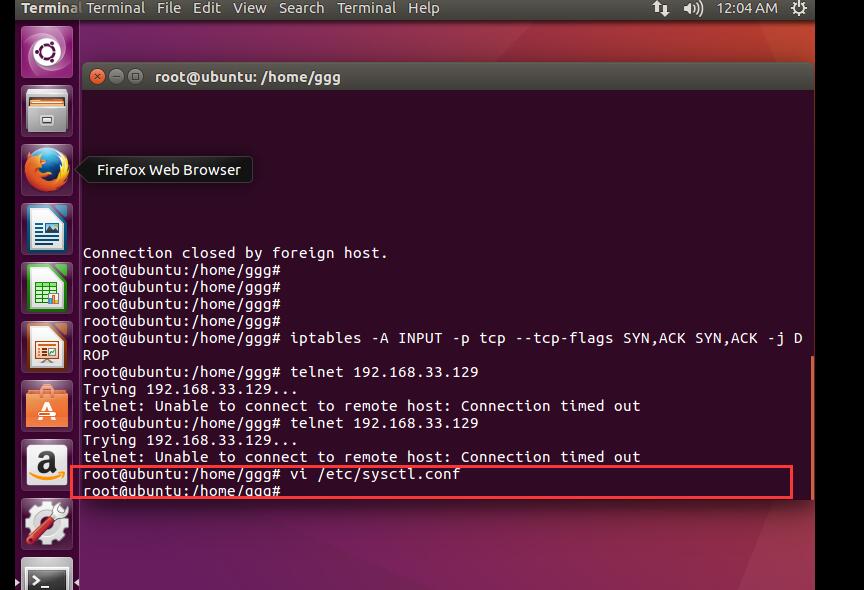 Terminal Terminal File Edit View Search Terminal Help 12:04 AM
root@ubuntu: /home/ggg
Firefox Web Browser
Connection closed by foreign host.
root@ubuntu:/home/ggg#
root@ubuntu:/home/ggg#
root@ubuntu:/home/ggg#
root@ubuntu:/home/ggg#
root@ubuntu:/home/ggg# iptables -A INPUT -p tcp --tcp-flags SYN,ACK SYN,ACK -j D
ROP
root@ubuntu:/home/ggg# telnet 192.168.33.129
Trying 192.168.33.129...
telnet: Unable to connect to remote host: Connection timed out
root@ubuntu:/home/ggg# telnet 192.168.33.129
Trying 192.168.33.129...
telnet: Unable to connect to remote host: Connection timed out
root@ubuntu:/home/ggg# vi /etc/sysctl.conf
root@ubuntu:/home/ggg#